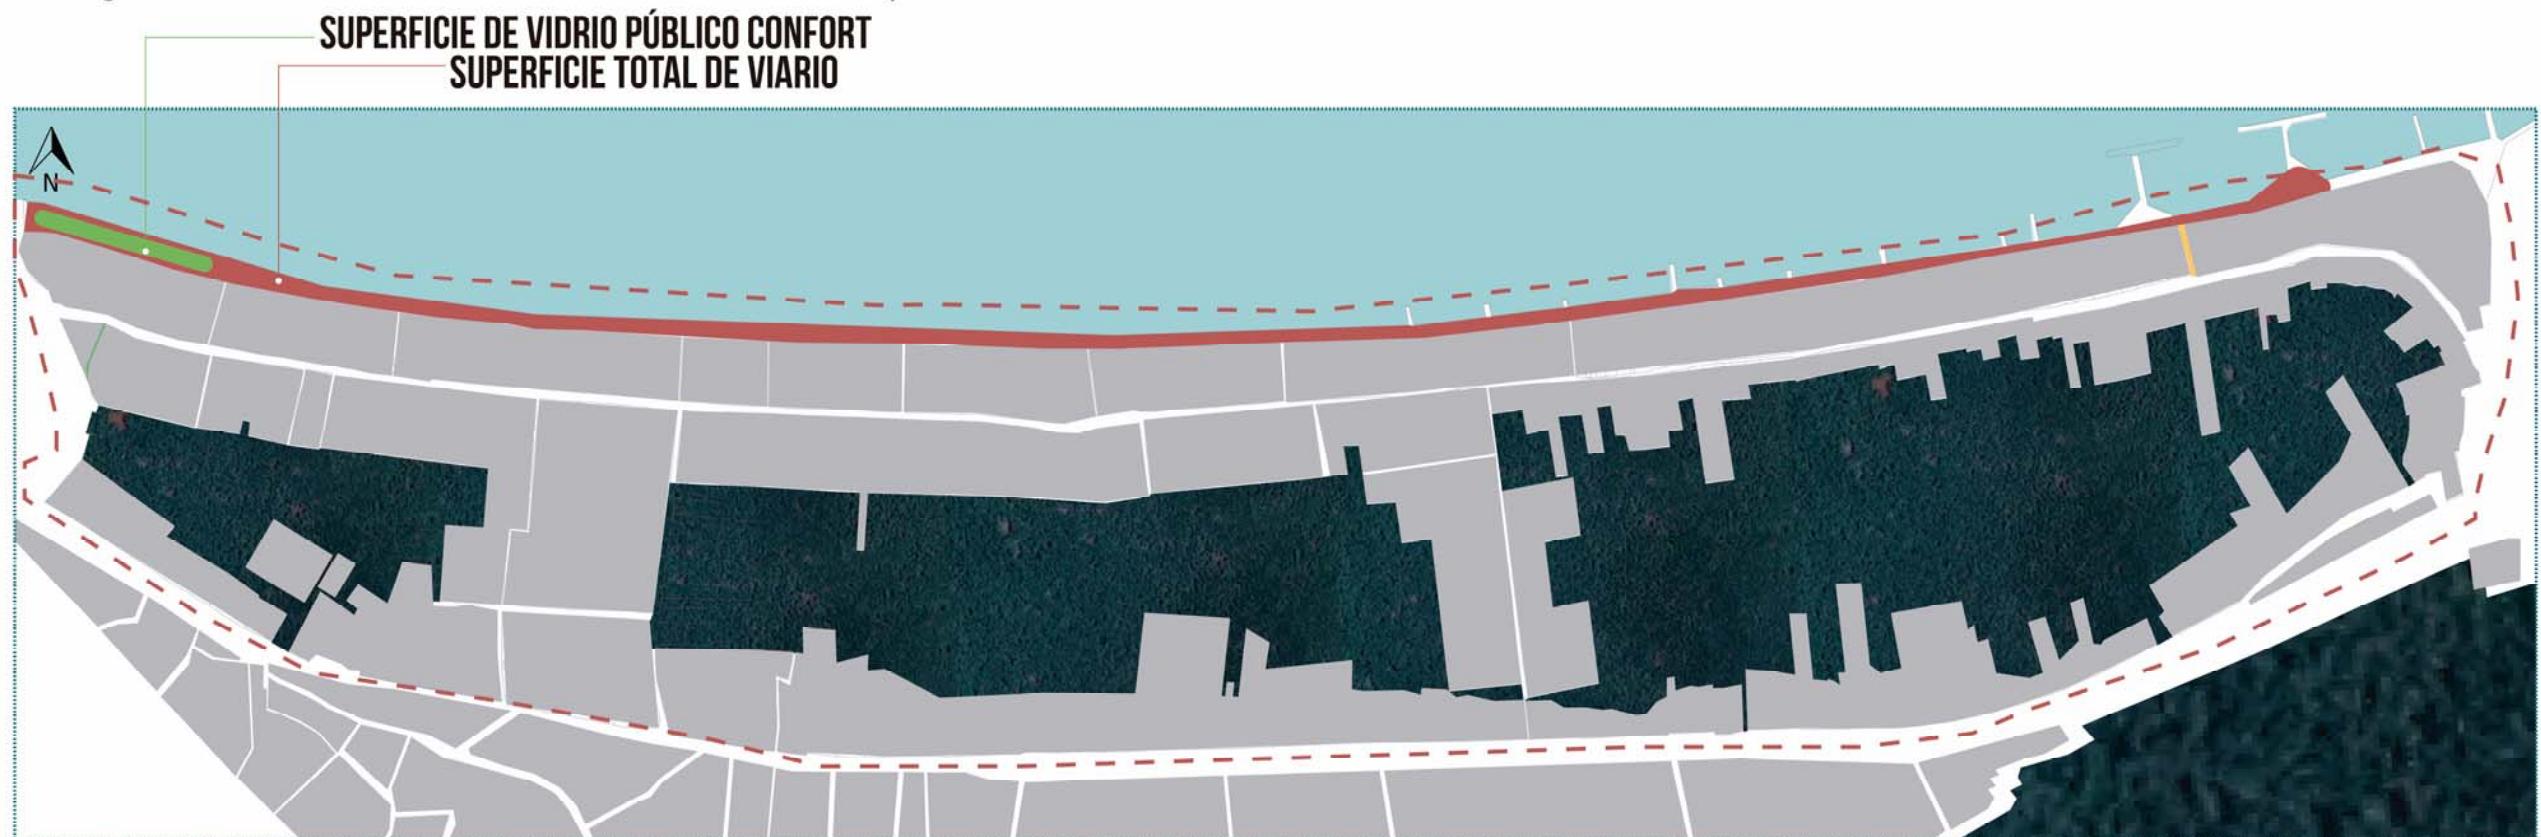 SUPERFICIE DE VIDRIO PÚBLICO CONFORT
SUPERFICIE TOTAL DE VIARIO
N